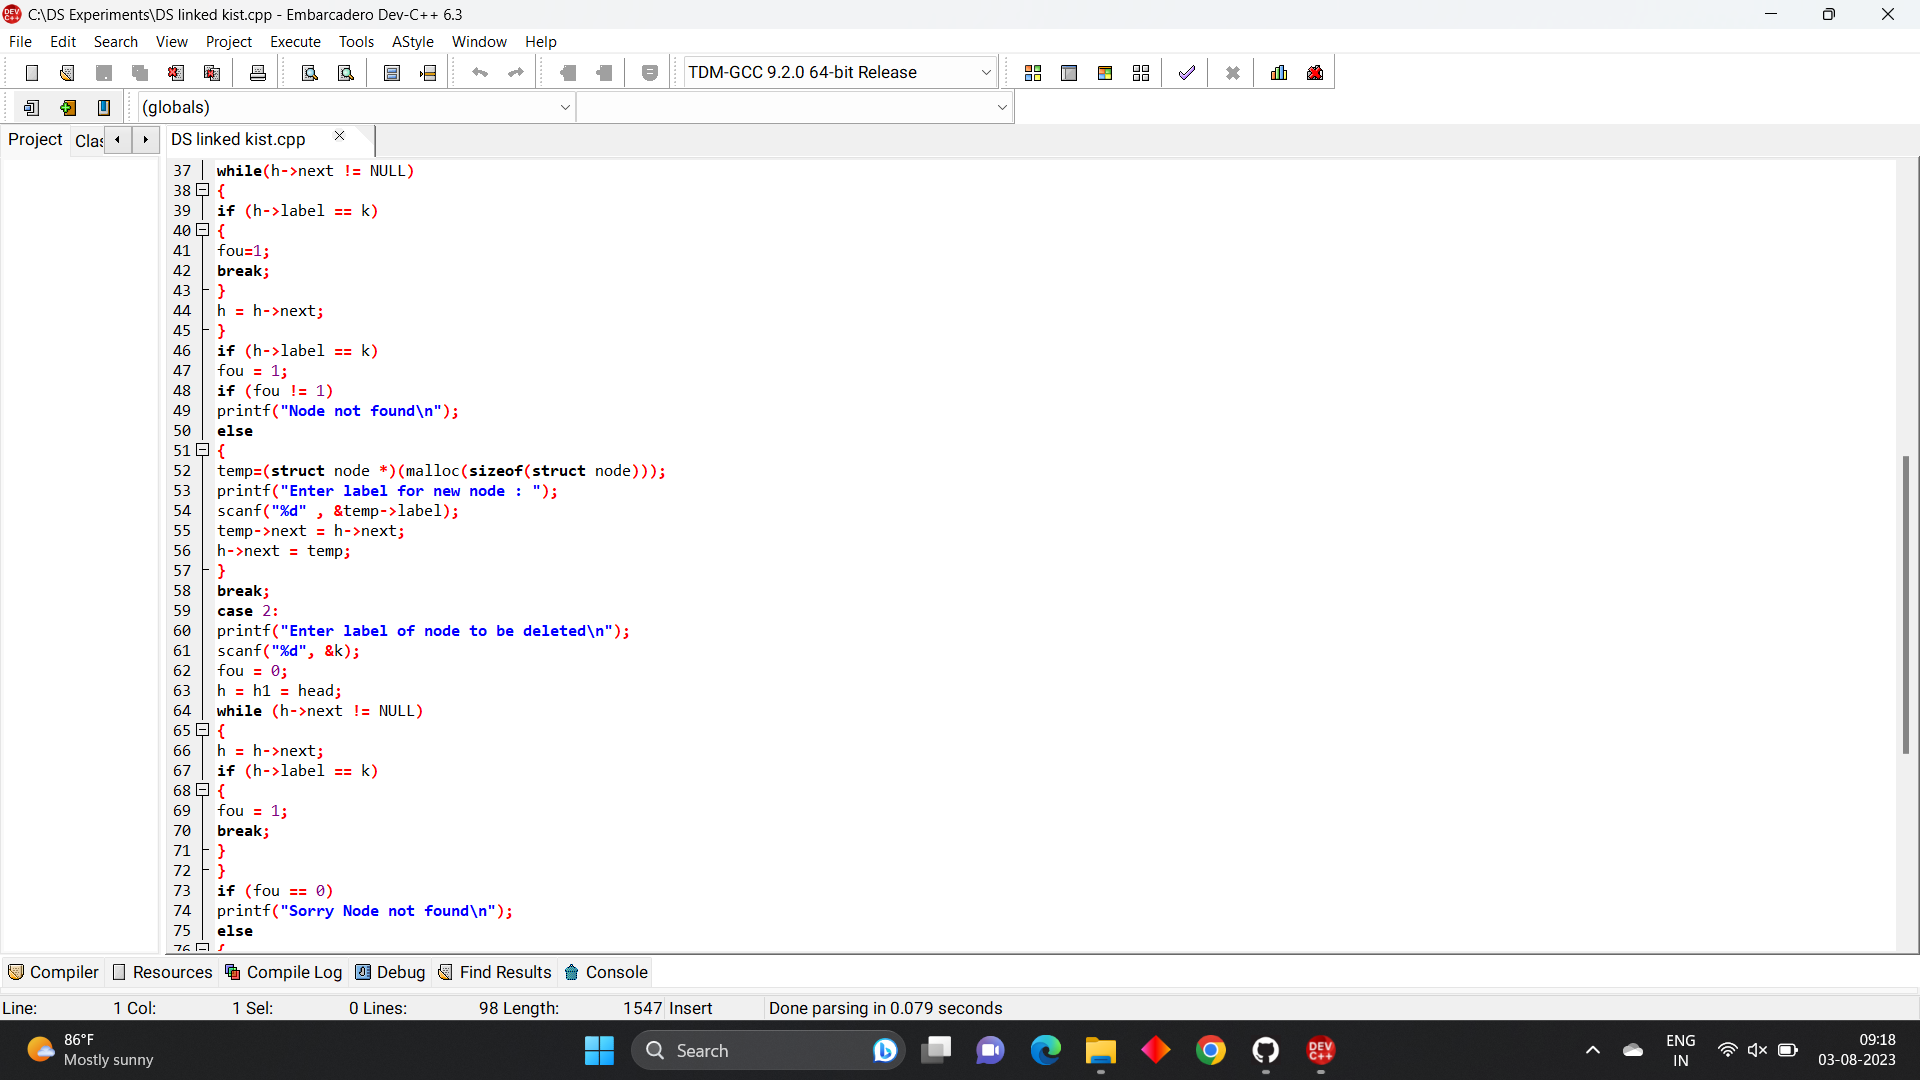 C:\DS Experiments\DS linked kist.cpp - Embarcadero Dev-C++ 6.3
File Edit Search View Project Execute Tools AStyle Window Help
TDM-GCC 9.2.0 64-bit Release
(globals)
Project Clas DS linked kist.cpp
37 while(h->next != NULL)
38 {
39 if (h->label == k)
40 {
41 fou=1;
42 break;
43 }
44 h = h->next;
45 }
46 if (h->label == k)
47 fou = 1;
48 if (fou != 1)
49 printf("Node not found\n");
50 else
51 {
52 temp=(struct node *)(malloc(sizeof(struct node)));
53 printf("Enter label for new node : ");
54 scanf("%d" , &temp->label);
55 temp->next = h->next;
56 h->next = temp;
57 }
58 break;
59 case 2:
60 printf("Enter label of node to be deleted\n");
61 scanf("%d", &k);
62 fou = 0;
63 h = h1 = head;
64 while (h->next != NULL)
65 {
66 h = h->next;
67 if (h->label == k)
68 {
69 fou = 1;
70 break;
71 }
72 }
73 if (fou == 0)
74 printf("Sorry Node not found\n");
75 else
76 {
Compiler Resources Compile Log Debug Find Results Console
Line: 1 Col: 1 Sel: 0 Lines: 98 Length: 1547 Insert Done parsing in 0.079 seconds
86°F
Mostly sunny
Search
DEV C++
ENG
IN
09:18
03-08-2023